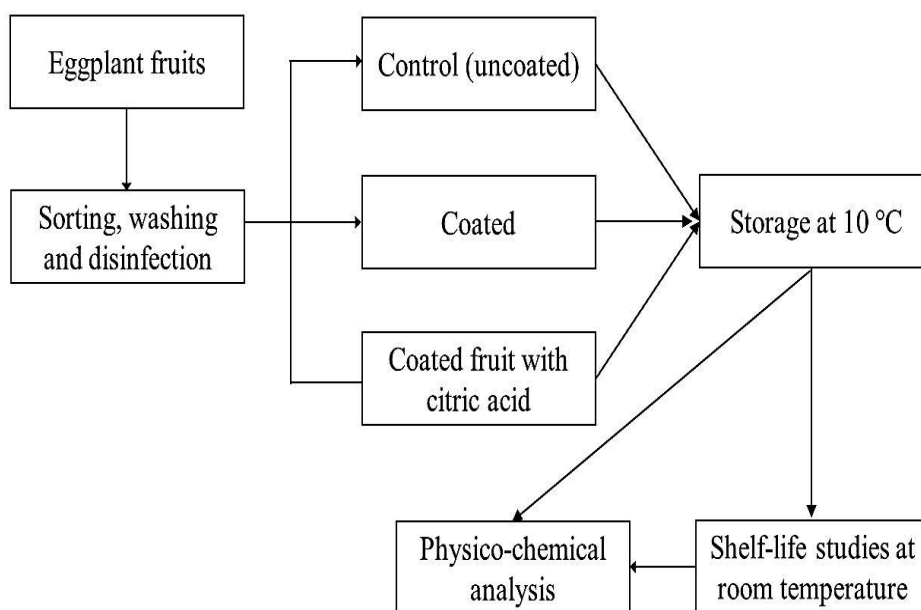 Eggplant fruits
Sorting, washing
and disinfection
Control (uncoated)
Coated
Coated fruit with
citric acid
Storage at 10 °C
Physico-chemical
analysis
Shelf-life studies at
room temperature